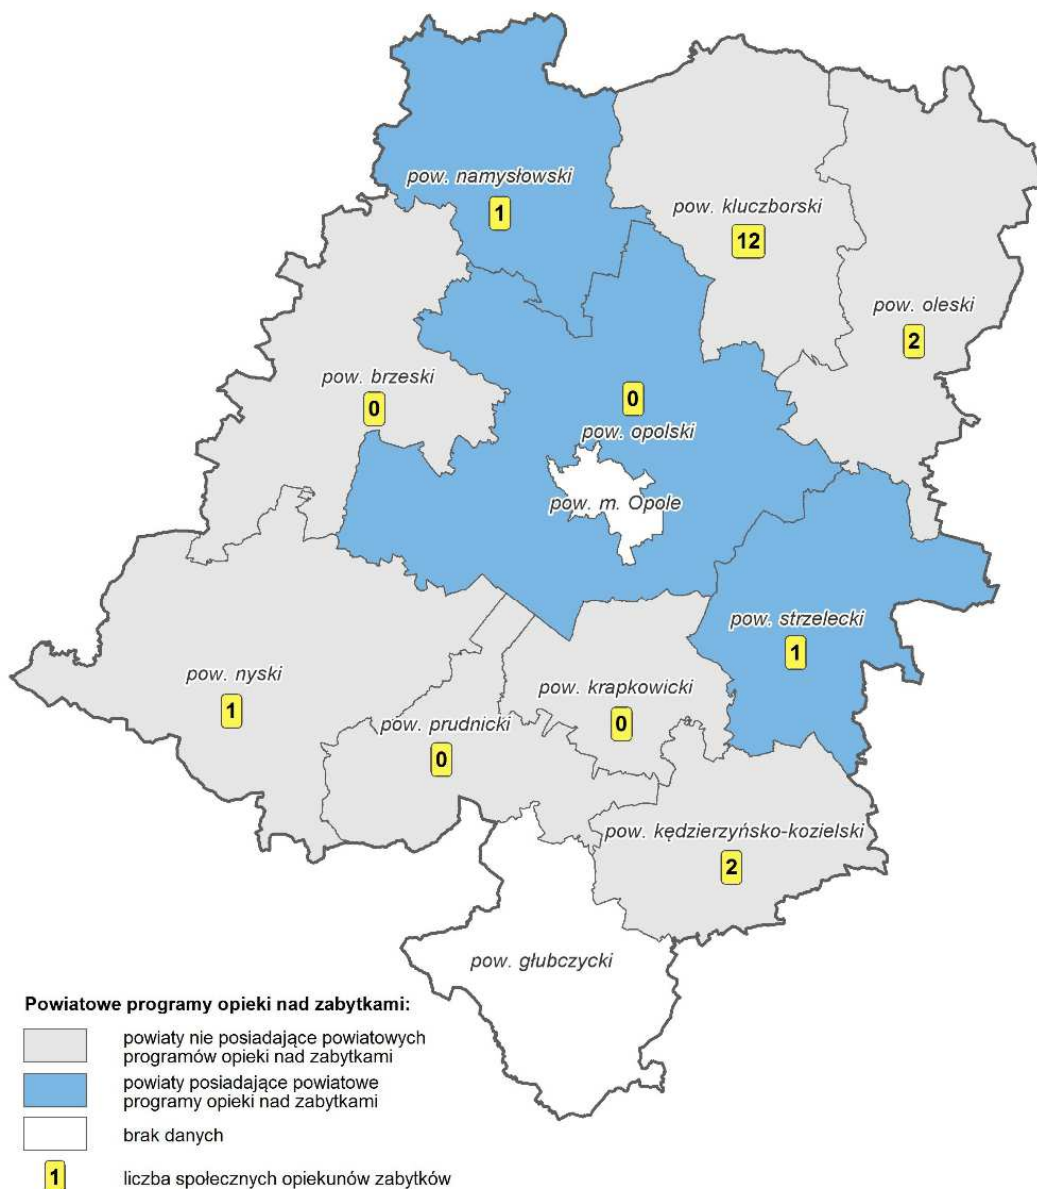 pow. namysłowski
1
pow. kluczborski
12
pow. oleski
2
pow. brzeski
0
0
pow. opolski
pow. m. Opole
pow. strzelecki
1
pow. nyski
1
pow. krapkowicki
0
pow. prudnicki
0
pow. kędzierzyńsko-kozielski
2
pow. głubczycki
Powiatowe programy opieki nad zabytkami:
powiaty nie posiadające powiatowych
programów opieki nad zabytkami
powiaty posiadające powiatowe
programy opieki nad zabytkami
brak danych
1
liczba społecznych opiekunów zabytków